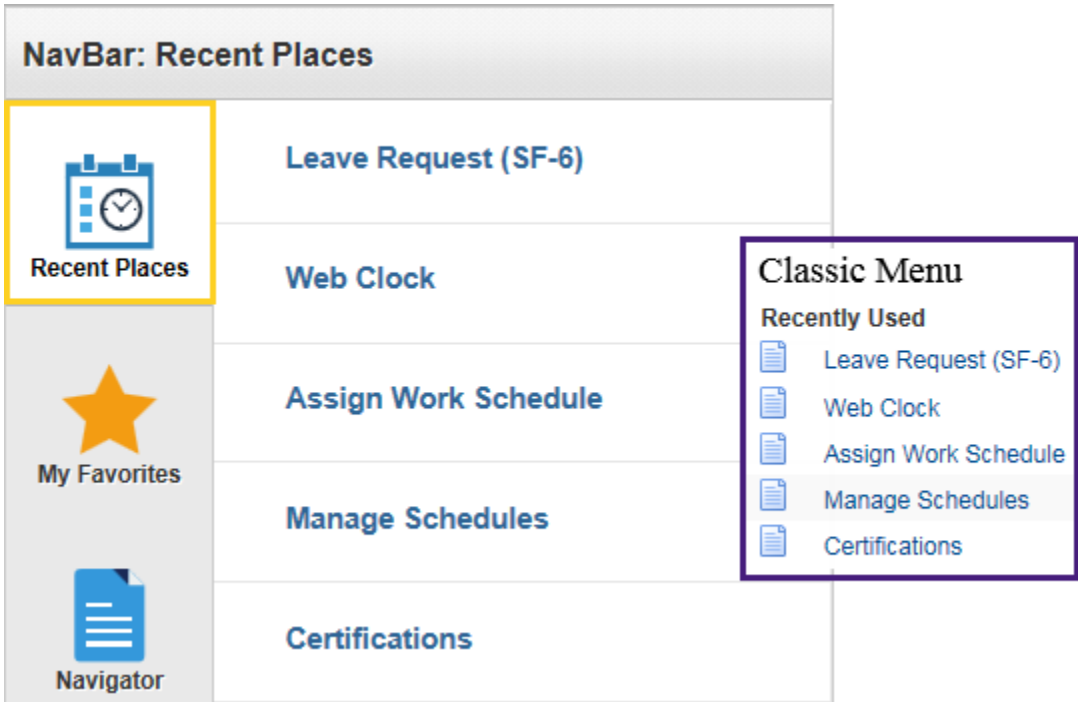 NavBar: Recent Places
Recent Places
My Favorites
Navigator
Leave Request (SF-6)
Web Clock
Assign Work Schedule
Manage Schedules
Certifications
Classic Menu
Recently Used
Leave Request (SF-6)
Web Clock
Assign Work Schedule
Manage Schedules
Certifications